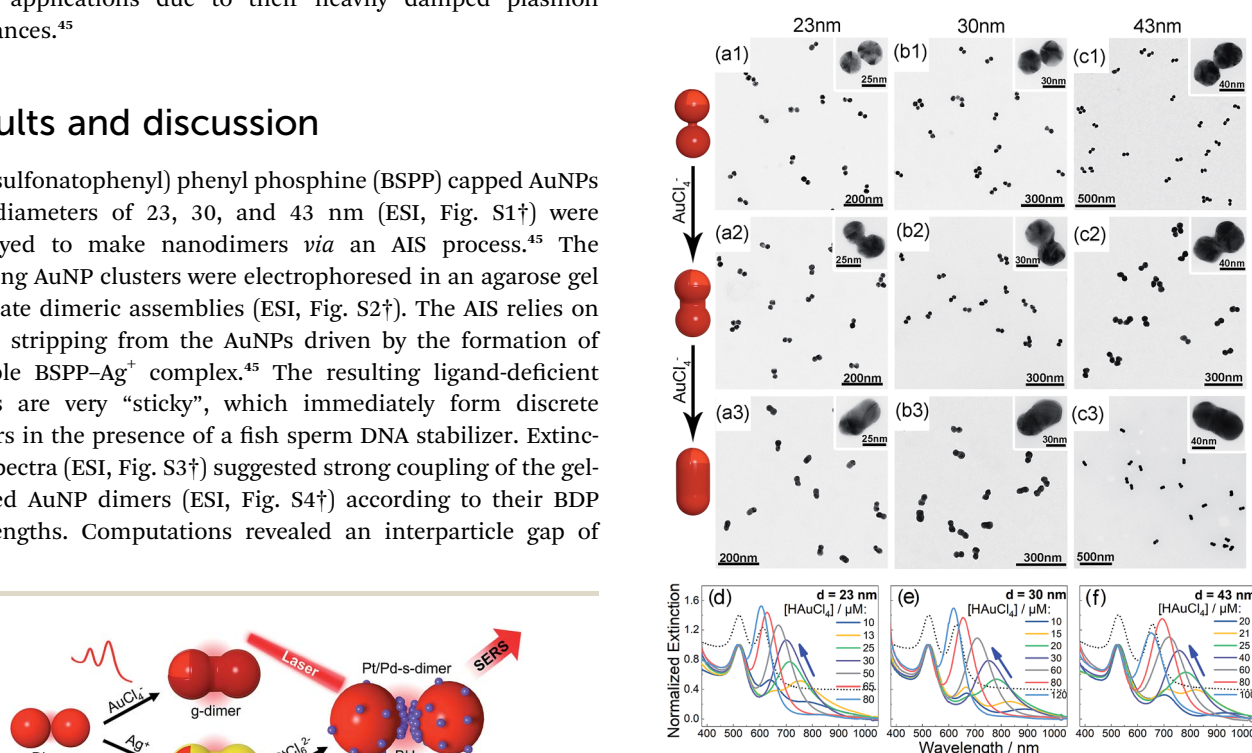 applications due to their heavily damped plasmon
ances.⁴⁵
ults and discussion
sulfonatophenyl) phenyl phosphine (BSPP) capped AuNPs
diameters of 23, 30, and 43 nm (ESI, Fig. S1†) were
yed to make nanodimers via an AIS process.⁴⁵ The
ng AuNP clusters were electrophoresed in an agarose gel
ate dimeric assemblies (ESI, Fig. S2†). The AIS relies on
stripping from the AuNPs driven by the formation of
le BSPP–Ag⁺ complex.⁴⁵ The resulting ligand-deficient
s are very “sticky”, which immediately form discrete
rs in the presence of a fish sperm DNA stabilizer. Extinc-
pectra (ESI, Fig. S3†) suggested strong coupling of the gel-
ed AuNP dimers (ESI, Fig. S4†) according to their BDP
engths. Computations revealed an interparticle gap of
Laser
SERS
Pt/Pd-s-dimer
AuCl₄⁻
g-dimer
Ag⁺
23nm 30nm 43nm
(a1) 25nm 200nm
(b1) 30nm 300nm
(c1) 40nm 500nm
AuCl₄⁻
(a2) 25nm 200nm
(b2) 30nm 300nm
(c2) 40nm 300nm
AuCl₄⁻
(a3) 25nm 200nm
(b3) 30nm 300nm
(c3) 40nm 500nm
Normalized Extinction
1.6
1.2
0.8
0.4
0.0
(d) d = 23 nm
[HAuCl₄] / μM:
10
13
20
25
30
50
65
80
400 600 800 1000
(e) d = 30 nm
[HAuCl₄] / μM:
10
15
20
30
60
80
120
400 600 800 1000
(f) d = 43 nm
[HAuCl₄] / μM:
20
21
25
40
60
80
100
400 600 800 1000
Wavelength / nm